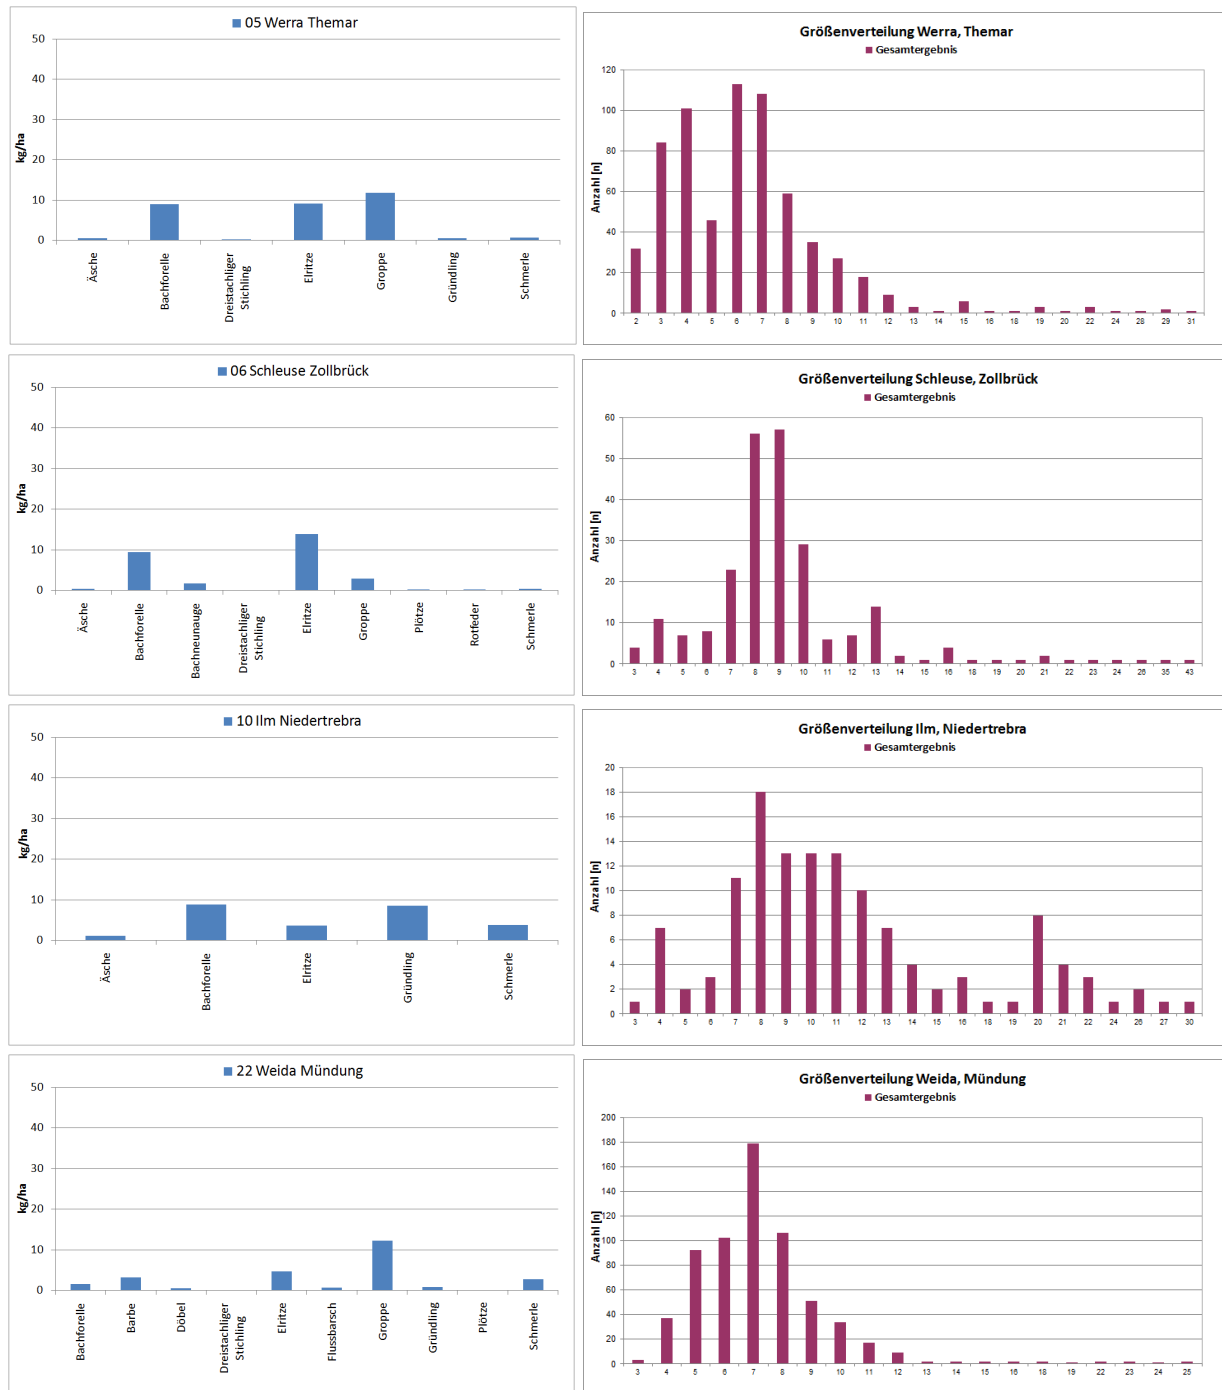 05 Werra Themar
50
40
30
20
10
0
kg/ha
Äsche
Bachforelle
Dreistachliger
Stichling
Elritze
Groppe
Gründling
Schmerle
Größenverteilung Werra, Themar
Gesamtergebnis
120
100
80
60
40
20
0
Anzahl [n]
2 3 4 5 6 7 8 9 10 11 12 13 14 15 16 18 19 20 22 24 28 29 31
06 Schleuse Zollbrück
50
40
30
20
10
0
kg/ha
Äsche
Bachforelle
Bachneunauge
Dreistachliger
Stichling
Elritze
Groppe
Plötze
Rotfeder
Schmerle
Größenverteilung Schleuse, Zollbrück
Gesamtergebnis
60
50
40
30
20
10
0
Anzahl [n]
3 4 5 6 7 8 9 10 11 12 13 14 15 16 18 19 20 21 22 23 24 26 35 43
10 Ilm Niedertrebra
50
40
30
20
10
0
kg/ha
Äsche
Bachforelle
Elritze
Gründling
Schmerle
Größenverteilung Ilm, Niedertrebra
Gesamtergebnis
20
18
16
14
12
10
8
6
4
2
0
Anzahl [n]
3 4 5 6 7 8 9 10 11 12 13 14 15 16 18 19 20 21 22 24 26 27 30
22 Weida Mündung
50
40
30
20
10
0
kg/ha
Bachforelle
Barbe
Döbel
Dreistachliger
Stichling
Elritze
Flussbarsch
Groppe
Gründling
Plötze
Schmerle
Größenverteilung Weida, Mündung
Gesamtergebnis
200
180
160
140
120
100
80
60
40
20
0
Anzahl [n]
3 4 5 6 7 8 9 10 11 12 13 14 15 16 18 19 22 23 24 25